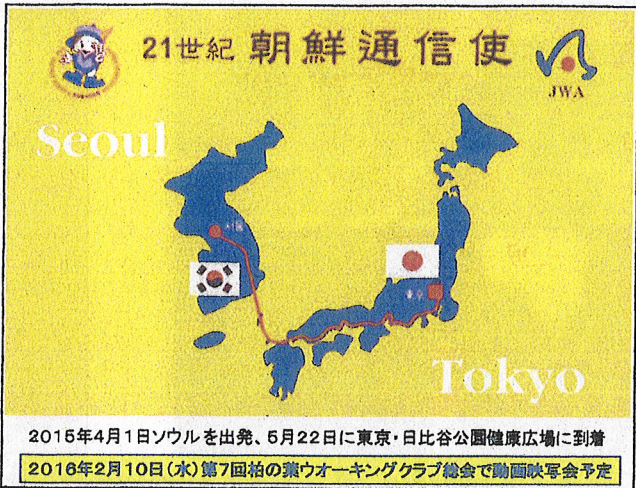 21世紀 朝鮮通信使
JWA
Seoul
서울
東京
Tokyo
2015年4月1日ソウルを出発、5月22日に東京・日比谷公園健康広場に到着
2016年2月10日(水)第7回柏の葉ウオーキングクラブ総会で動画映写会予定